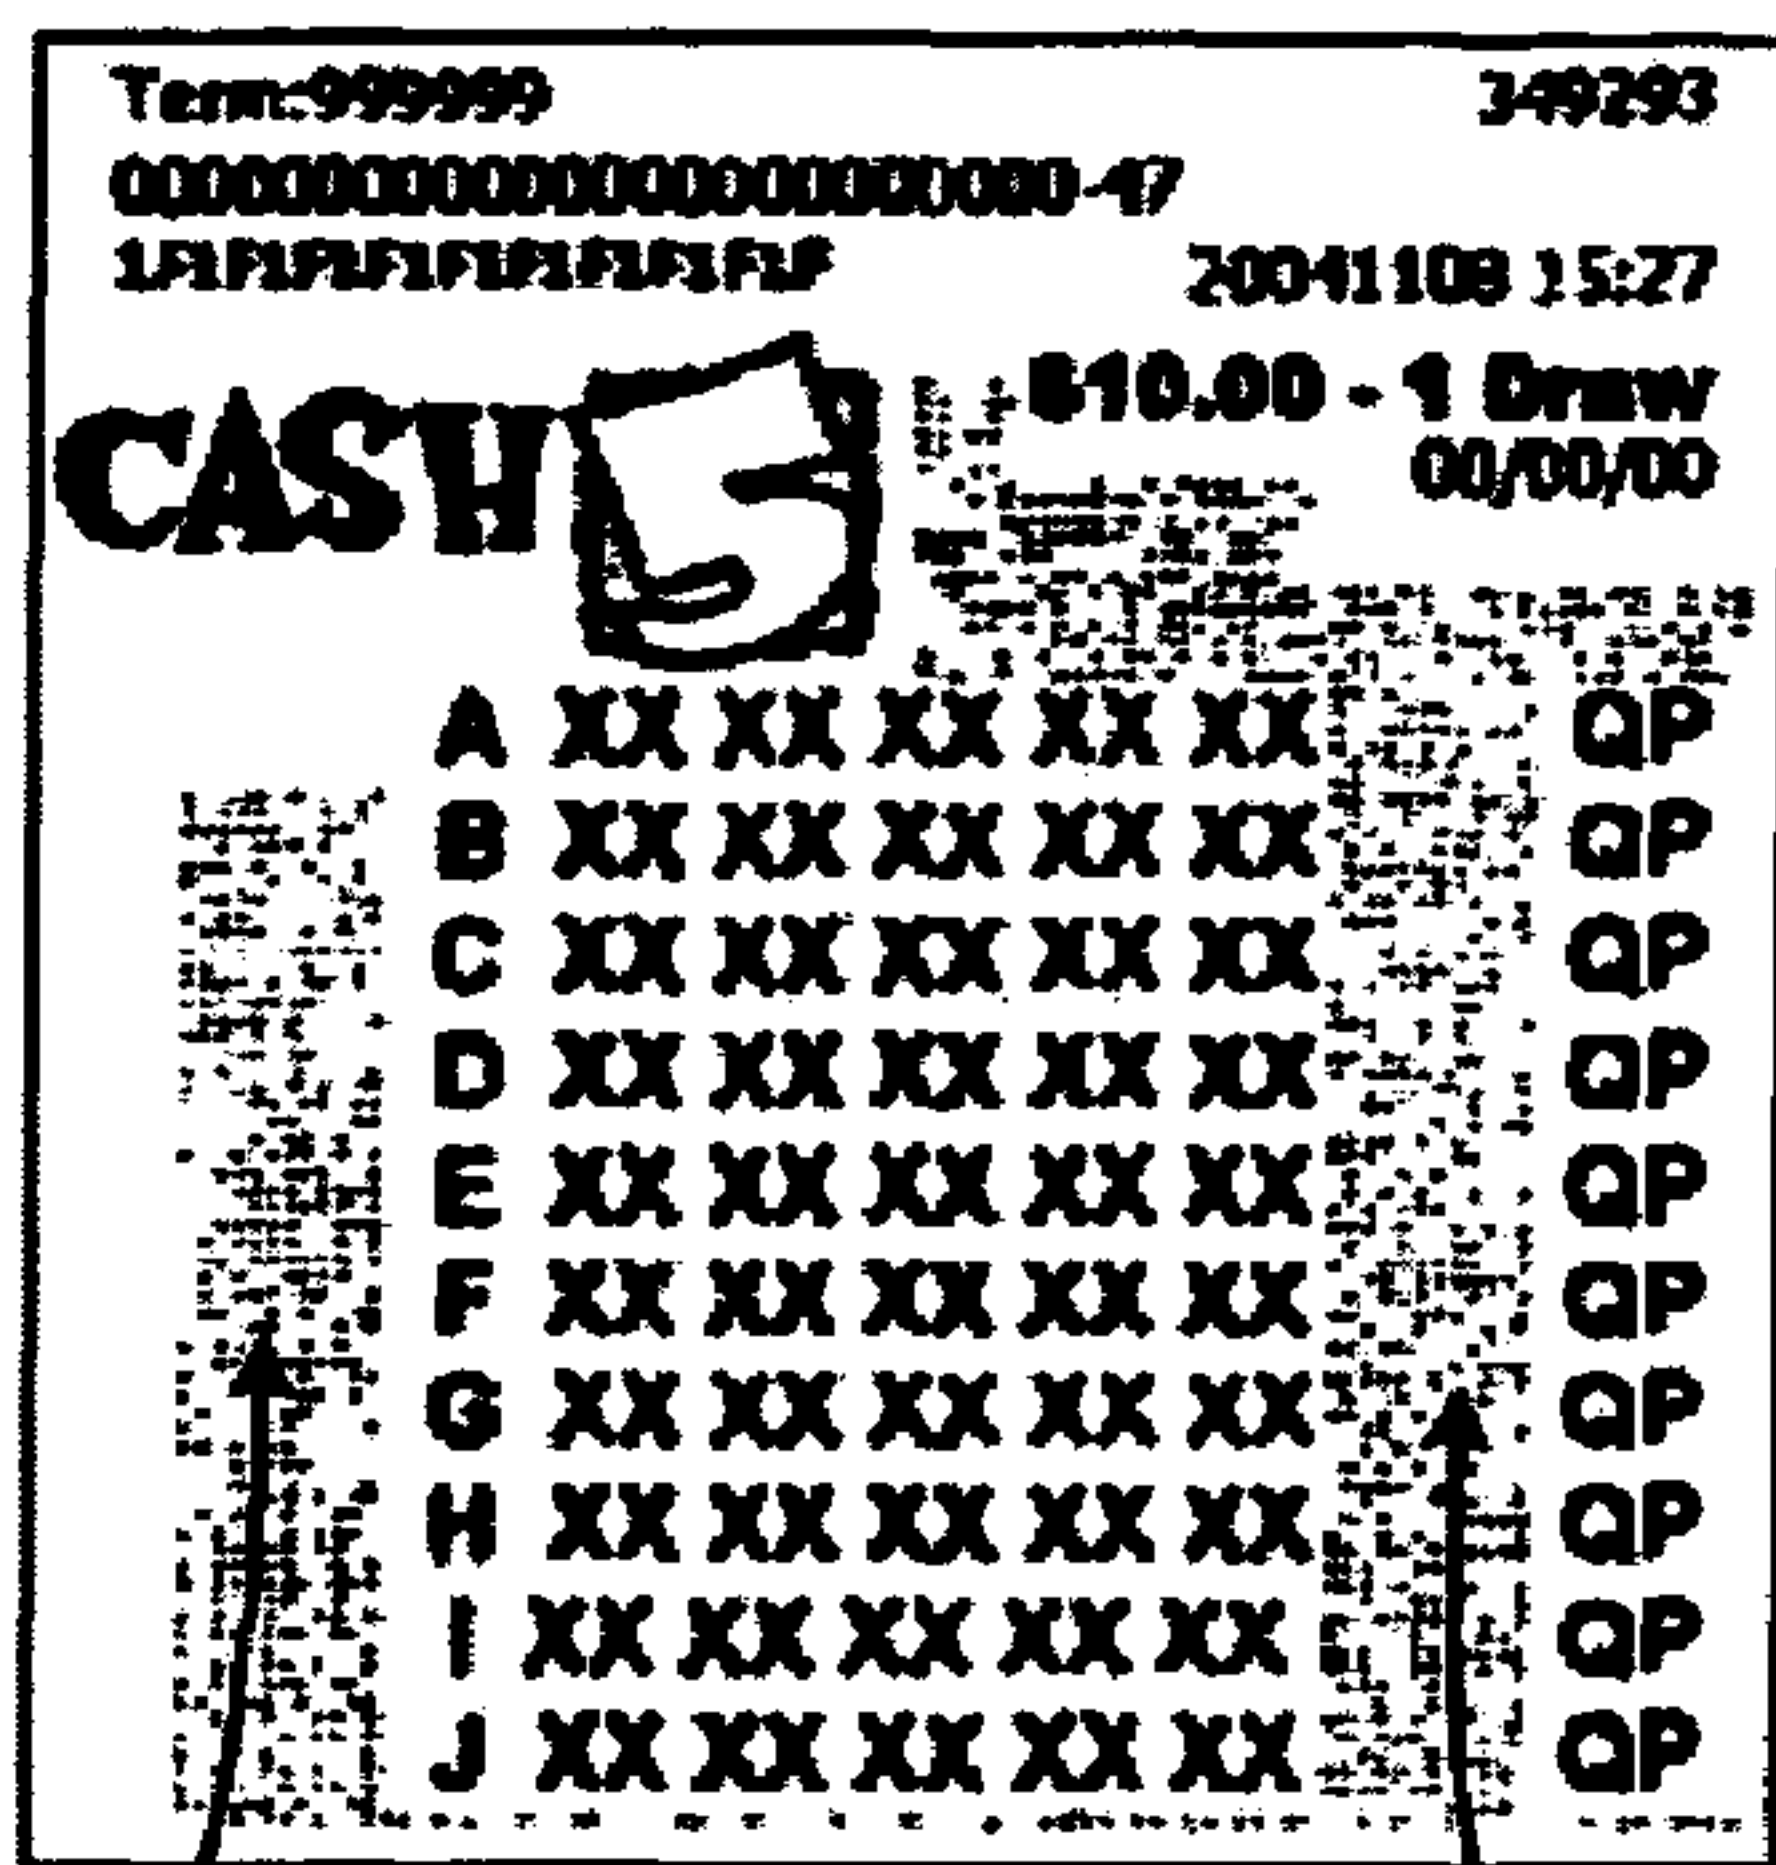 Term:999999 349293
000000000000000000000000-47
1F1F1F1F1F1F1F1F1F1F1F1F
20041108 15:27
CASH 5
$10.00 - 1 Draw
00/00/00
A XX XX XX XX XX QP
B XX XX XX XX XX QP
C XX XX XX XX XX QP
D XX XX XX XX XX QP
E XX XX XX XX XX QP
F XX XX XX XX XX QP
G XX XX XX XX XX QP
H XX XX XX XX XX QP
I XX XX XX XX XX QP
J XX XX XX XX XX QP